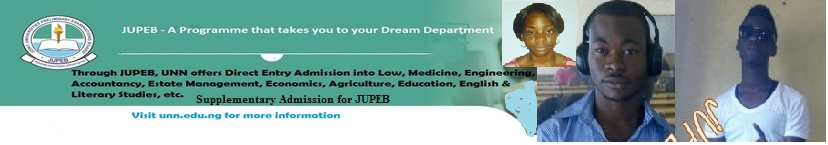 JUPEB - A Programme that takes you to your Dream Department
JUPEB
Through JUPEB, UNN offers Direct Entry Admission into Law, Medicine, Engineering,
Accountancy, Estate Management, Economics, Agriculture, Education, English &
Literary Studies, etc.
Supplementary Admission for JUPEB
Visit unn.edu.ng for more information